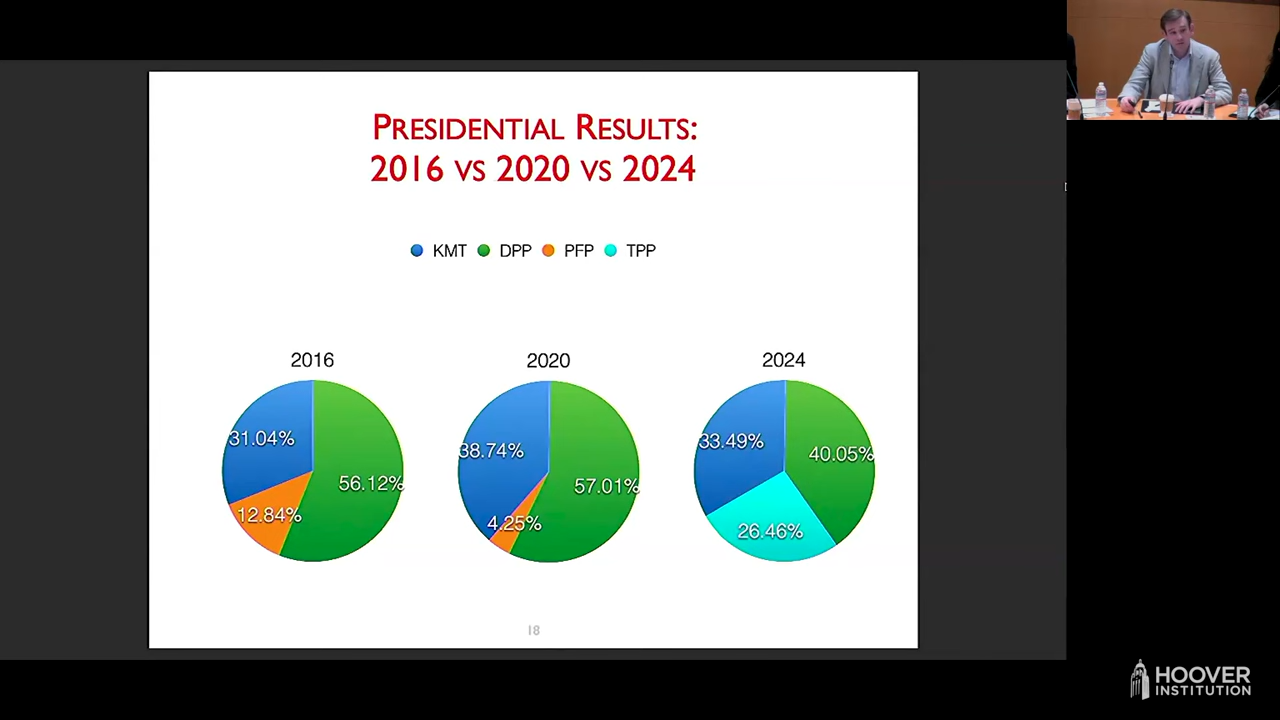 PRESIDENTIAL RESULTS:
2016 VS 2020 VS 2024
KMT DPP PFP TPP
2016 2020 2024
31.04% 56.12% 12.84%
38.74% 57.01% 4.25%
33.49% 40.05% 26.46%
18
HOOVER
INSTITUTION